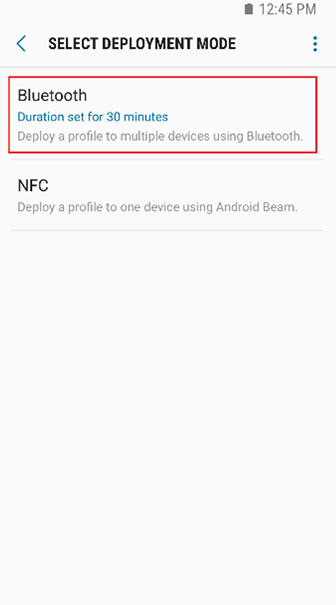 12:45 PM
SELECT DEPLOYMENT MODE
Bluetooth
Duration set for 30 minutes
Deploy a profile to multiple devices using Bluetooth.
NFC
Deploy a profile to one device using Android Beam.